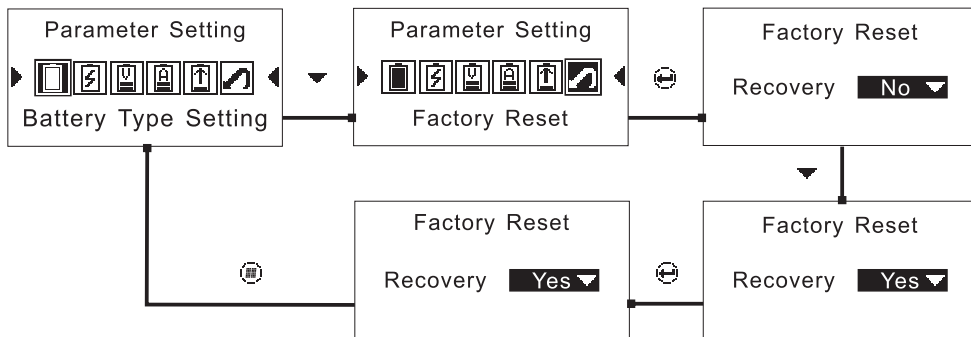 Parameter Setting
Battery Type Setting
Parameter Setting
Factory Reset
Factory Reset
Recovery No
Factory Reset
Recovery Yes
Factory Reset
Recovery Yes